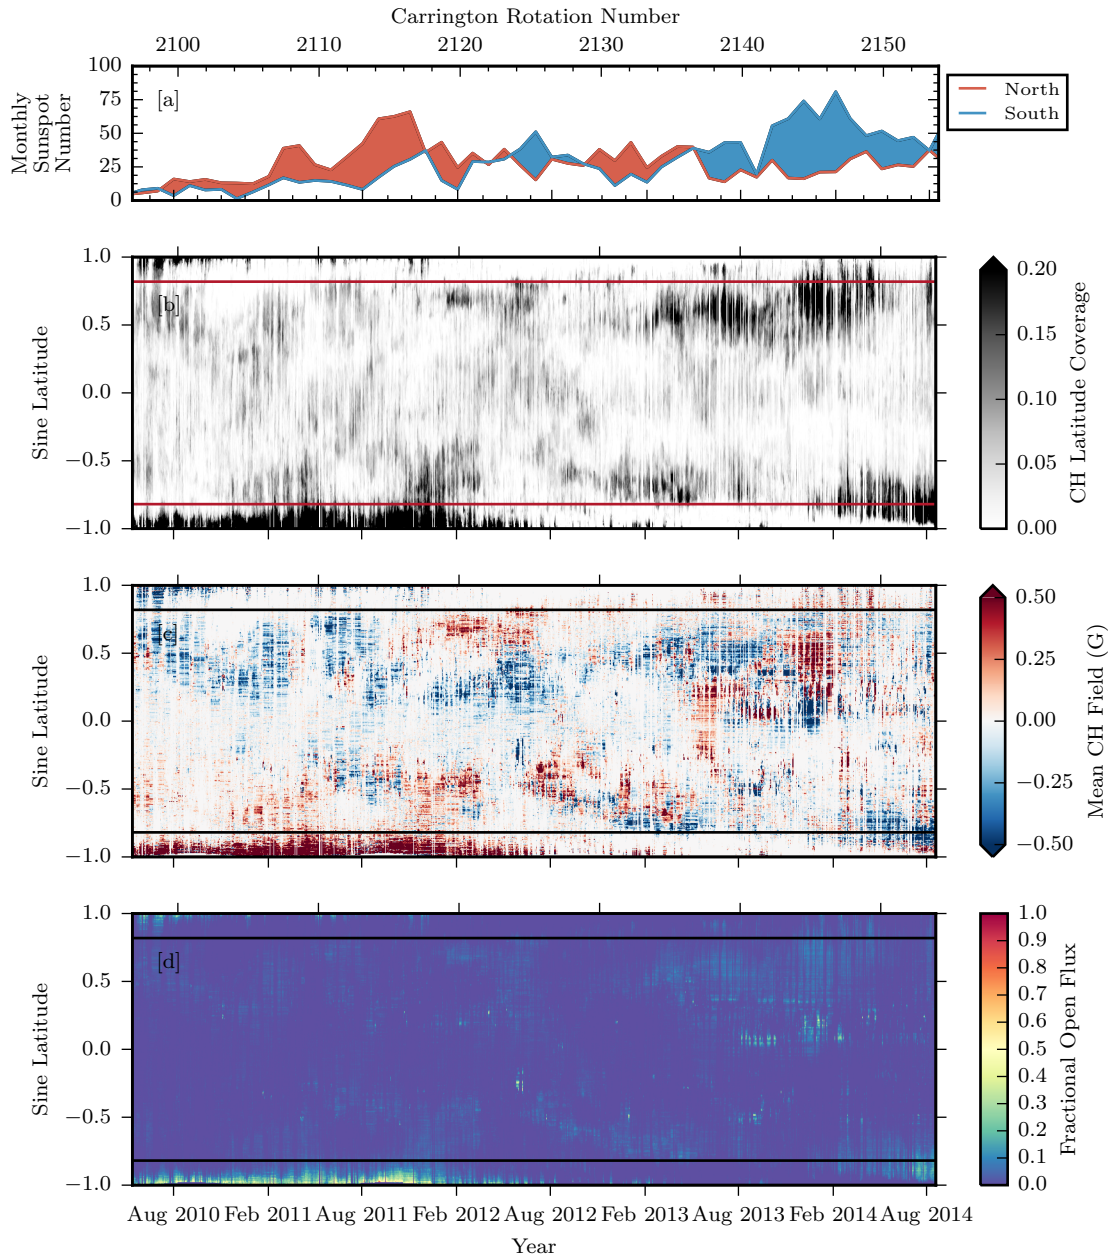 Carrington Rotation Number
2100 2110 2120 2130 2140 2150
Monthly
Sunspot
Number
100
75
50
25
0
[a]
North
South
Sine Latitude
1.0
0.5
0.0
−0.5
−1.0
[b]
0.20
0.15
0.10
0.05
0.00
CH Latitude Coverage
Sine Latitude
1.0
0.5
0.0
−0.5
−1.0
[c]
0.50
0.25
0.00
−0.25
−0.50
Mean CH Field (G)
Sine Latitude
1.0
0.5
0.0
−0.5
−1.0
[d]
1.0
0.9
0.8
0.7
0.6
0.5
0.4
0.3
0.2
0.1
0.0
Fractional Open Flux
Aug 2010 Feb 2011 Aug 2011 Feb 2012 Aug 2012 Feb 2013 Aug 2013 Feb 2014 Aug 2014
Year